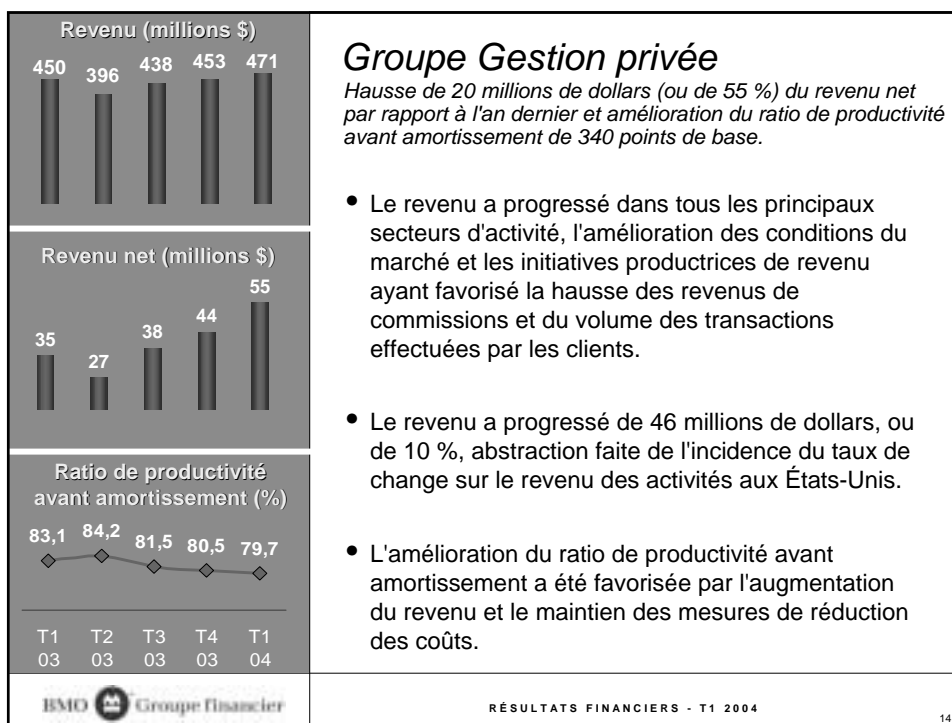 Revenu (millions $)
450 396 438 453 471
Revenu net (millions $)
35 27 38 44 55
Ratio de productivité
avant amortissement (%)
83,1 84,2 81,5 80,5 79,7
T1 T2 T3 T4 T1
03 03 03 03 04
Groupe Gestion privée
Hausse de 20 millions de dollars (ou de 55 %) du revenu net
par rapport à l'an dernier et amélioration du ratio de productivité
avant amortissement de 340 points de base.
• Le revenu a progressé dans tous les principaux
secteurs d'activité, l'amélioration des conditions du
marché et les initiatives productrices de revenu
ayant favorisé la hausse des revenus de
commissions et du volume des transactions
effectuées par les clients.
• Le revenu a progressé de 46 millions de dollars, ou
de 10 %, abstraction faite de l'incidence du taux de
change sur le revenu des activités aux États-Unis.
• L'amélioration du ratio de productivité avant
amortissement a été favorisée par l'augmentation
du revenu et le maintien des mesures de réduction
des coûts.
BMO Groupe financier
RÉSULTATS FINANCIERS - T1 2004
14